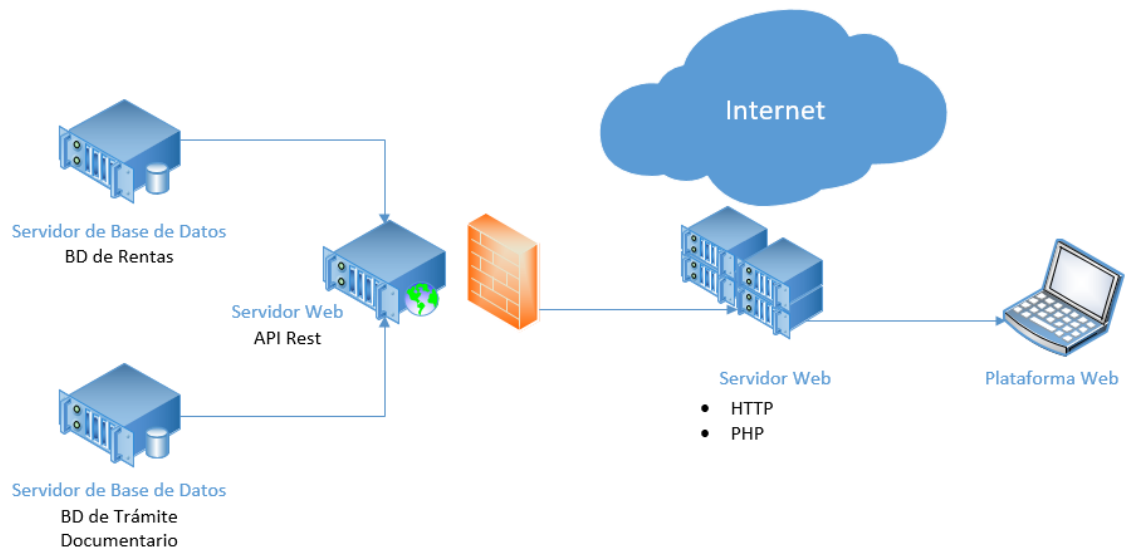 Internet
Servidor de Base de Datos
BD de Rentas
Servidor Web
API Rest
Servidor de Base de Datos
BD de Trámite
Documentario
Servidor Web
• HTTP
• PHP
Plataforma Web